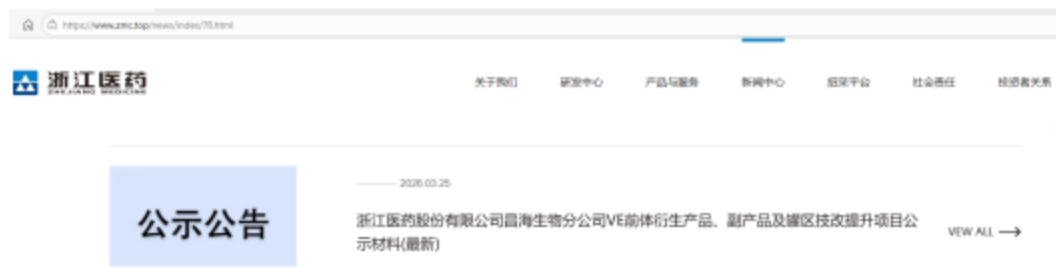 https://www.zmc.top/news/index/76.html
浙江医药
ZHEJIANG MEDICINE
关于我们 研发中心 产品与服务 新闻中心 招采平台 社会责任 投资者关系
2026.03.25
公示公告
浙江医药股份有限公司昌海生物分公司VE前体衍生产品、副产品及罐区技改提升项目公
示材料(最新)
VEW ALL